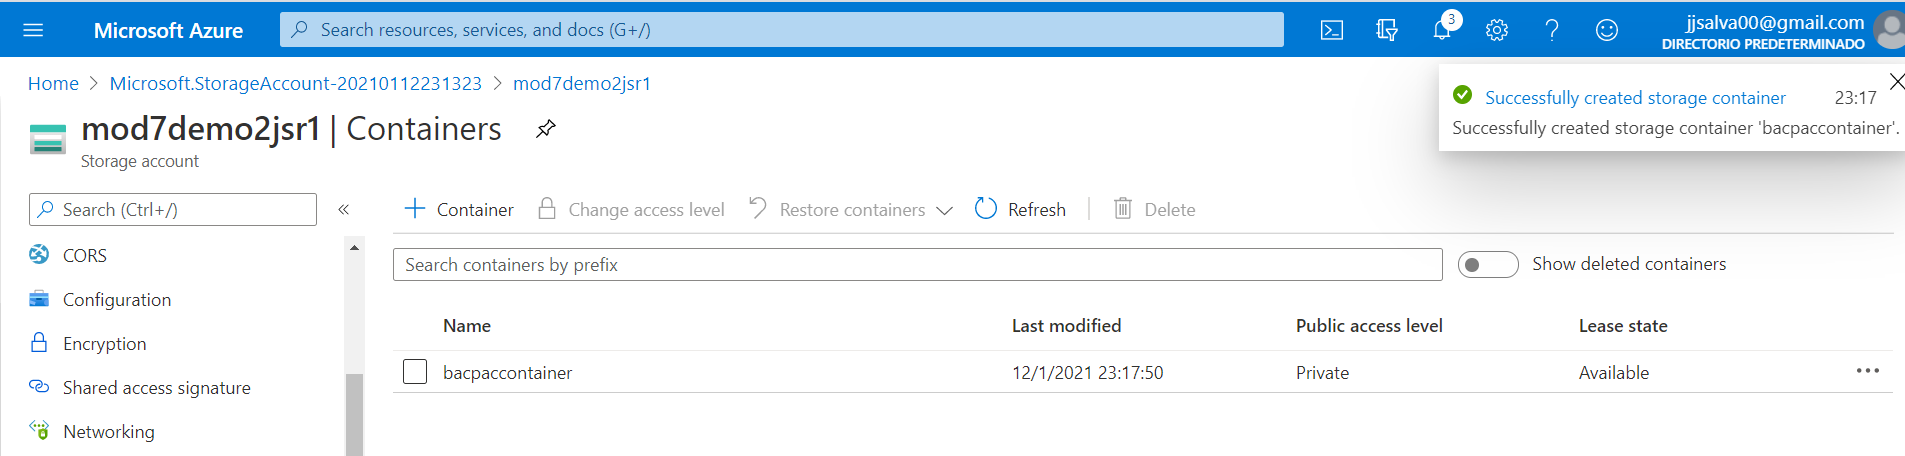 Microsoft Azure
Search resources, services, and docs (G+/)
3
jjsalva00@gmail.com
DIRECTORIO PREDETERMINADO
Home > Microsoft.StorageAccount-20210112231323 > mod7demo2jsr1
Successfully created storage container 23:17
Successfully created storage container 'bacpaccontainer'.
mod7demo2jsr1 | Containers
Storage account
Search (Ctrl+/)
«
+ Container Change access level Restore containers Refresh Delete
CORS
Configuration
Encryption
Shared access signature
Networking
Search containers by prefix
Show deleted containers
Name Last modified Public access level Lease state
bacpaccontainer 12/1/2021 23:17:50 Private Available ...